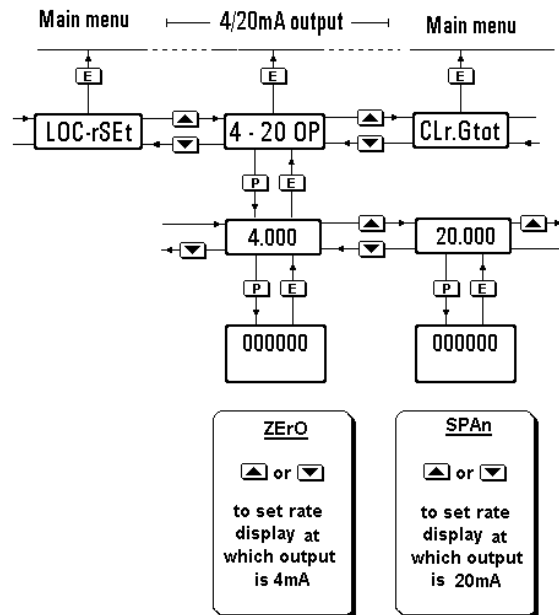 Main menu
4/20mA output
Main menu
E
E
E
LOC-rSEt
4 - 20 OP
CLr.Gtot
P
E
4.000
20.000
P
E
P
E
000000
000000
ZErO
or
to set rate
display at
which output
is 4mA
SPAn
or
to set rate
display at
which output
is 20mA